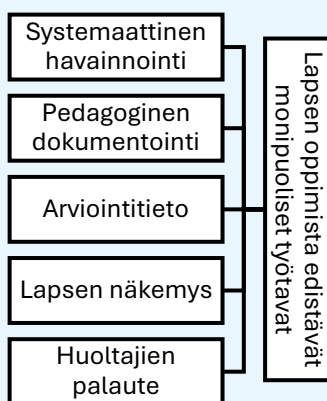 Systemaattinen
havainnointi
Pedagoginen
dokumentointi
Arviointitieto
Lapsen näkemys
Huoltajien
palaute
Lapsen oppimista edistävät
monipuoliset työtavat